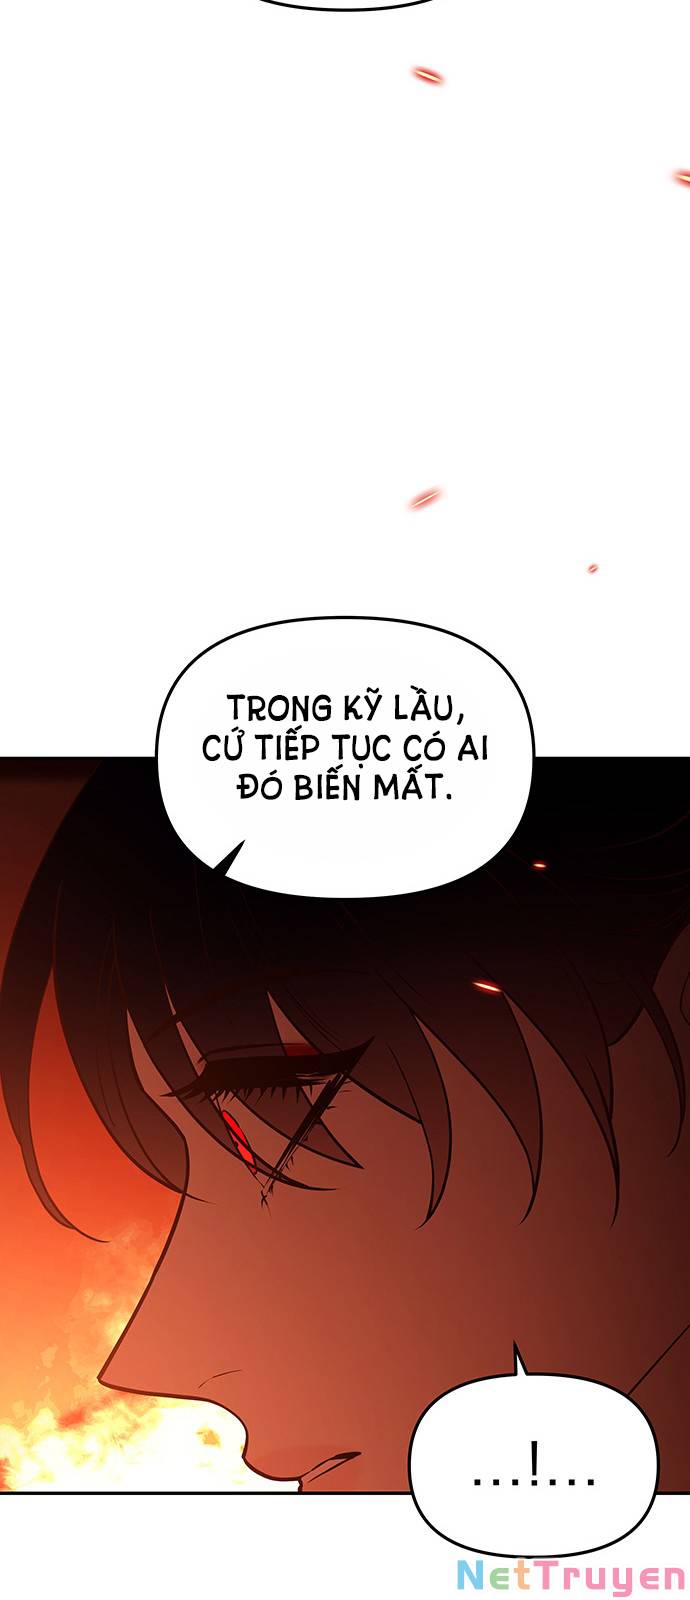 TRONG KỸ LẦU,
CỨ TIẾP TỤC CÓ AI
ĐÓ BIẾN MẤT.
...!...
NetTruyen